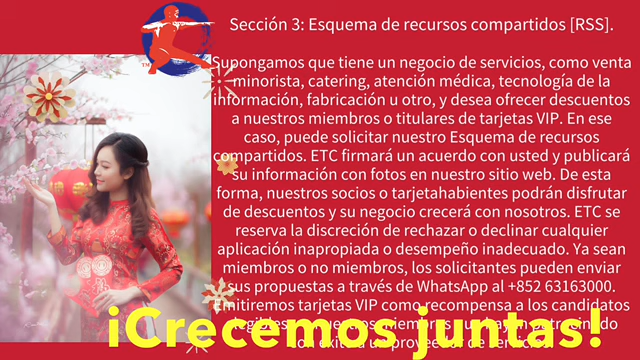 Sección 3: Esquema de recursos compartidos [RSS].
Supongamos que tiene un negocio de servicios, como venta
minorista, catering, atención médica, tecnología de la
información, fabricación u otro, y desea ofrecer descuentos
a nuestros miembros o titulares de tarjetas VIP. En ese
caso, puede solicitar nuestro Esquema de recursos
compartidos. ETC firmará un acuerdo con usted y publicará
su información con fotos en nuestro sitio web. De esta
forma, nuestros socios o tarjetahabientes podrán disfrutar
de descuentos y su negocio crecerá con nosotros. ETC se
reserva la discreción de rechazar o declinar cualquier
aplicación inapropiada o desempeño inadecuado. Ya sean
miembros o no miembros, los solicitantes pueden enviar
sus propuestas a través de WhatsApp al +852 63163000.
Emitiremos tarjetas VIP como recompensa a los candidatos
¡Crecemos juntas!
TM